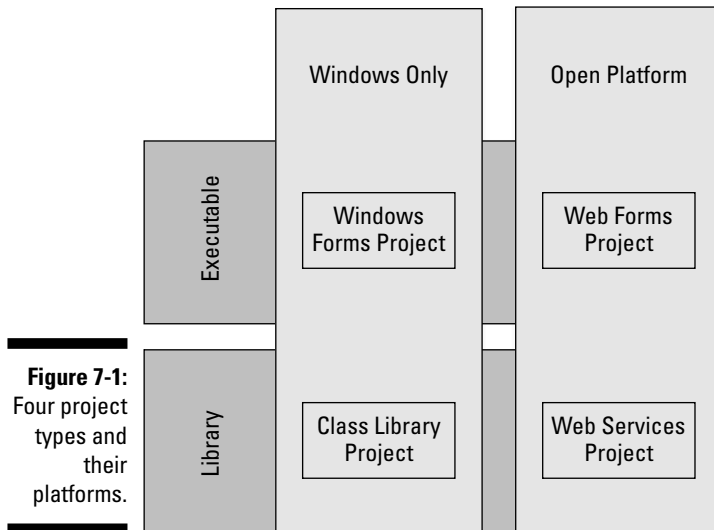 Windows Only
Open Platform
Executable
Windows
Forms Project
Web Forms
Project
Library
Class Library
Project
Web Services
Project
Figure 7-1:
Four project
types and
their
platforms.